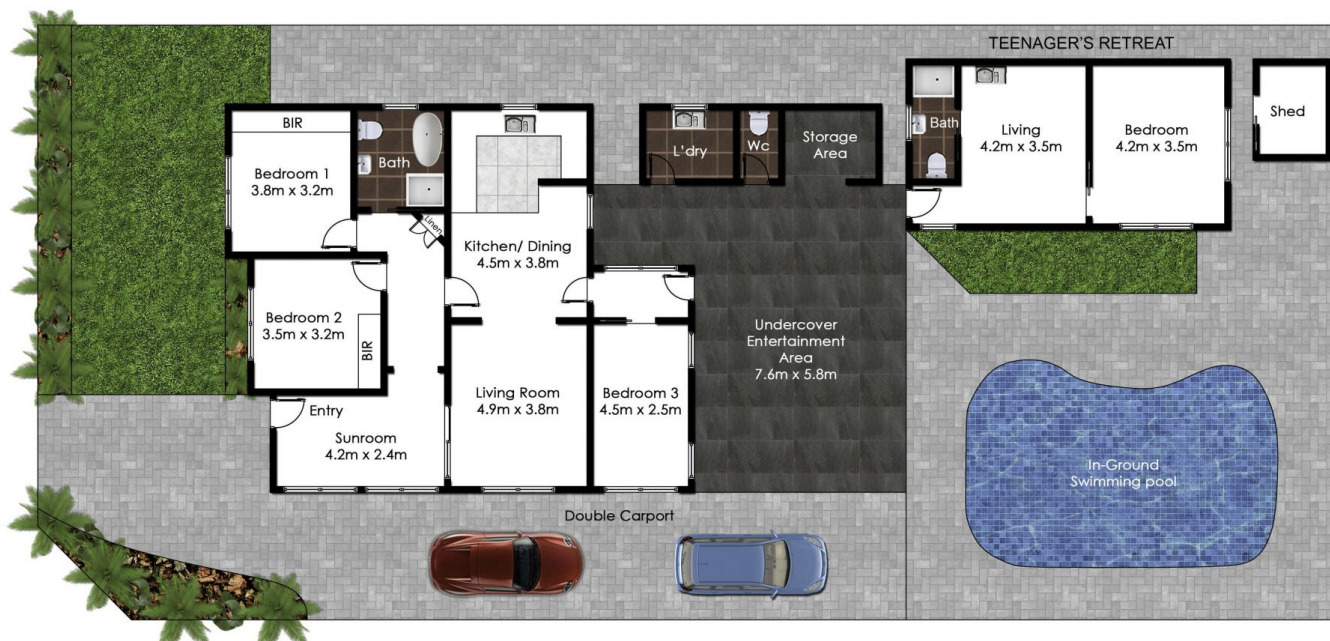 TEENAGER'S RETREAT
BIR
Bedroom 1
3.8m x 3.2m
Bath
Linen
Kitchen/ Dining
4.5m x 3.8m
L'dry
Wc
Storage
Area
Bath
Living
4.2m x 3.5m
Bedroom
4.2m x 3.5m
Shed
Bedroom 2
3.5m x 3.2m
BIR
Undercover
Entertainment
Area
7.6m x 5.8m
Living Room
4.9m x 3.8m
Bedroom 3
4.5m x 2.5m
Entry
Sunroom
4.2m x 2.4m
In-Ground
Swimming pool
Double Carport